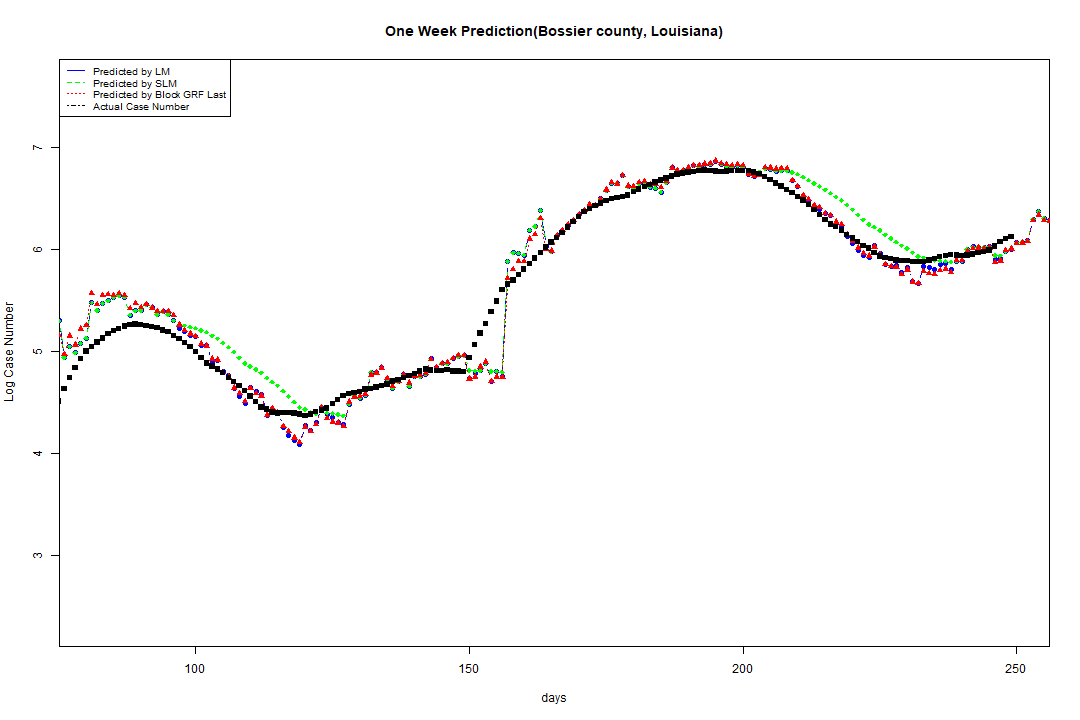 One Week Prediction(Bossier county, Louisiana)
Predicted by LM
Predicted by SLM
Predicted by Block GRF Last
Actual Case Number
7
6
5
4
3
Log Case Number
100
150
200
250
days